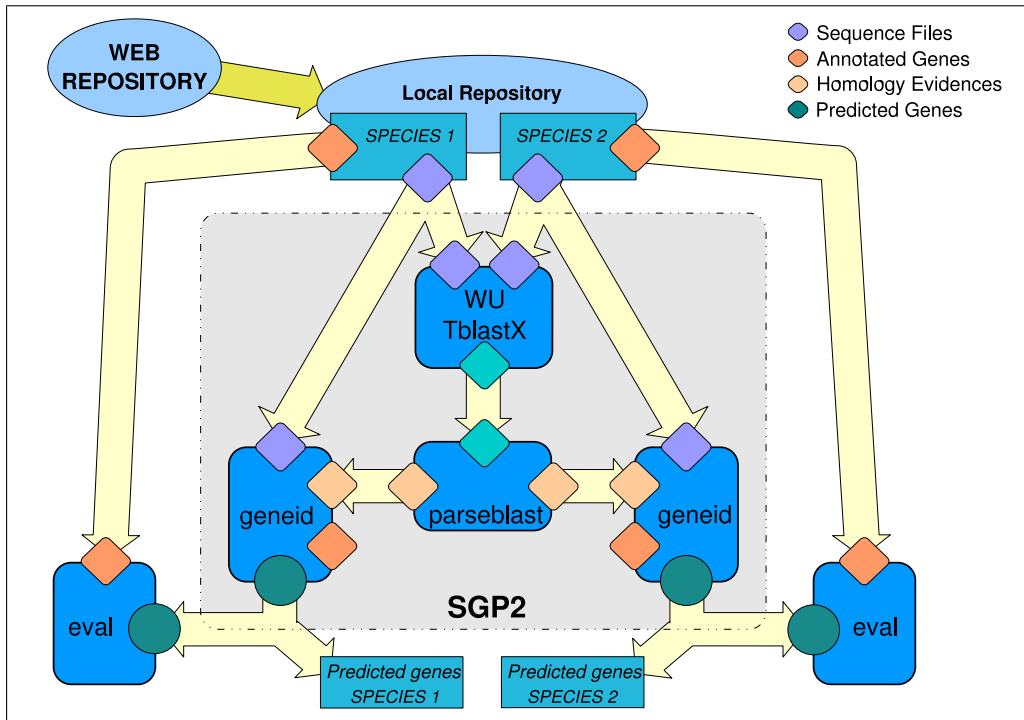 WEB
REPOSITORY
Local Repository
SPECIES 1
SPECIES 2
Sequence Files
Annotated Genes
Homology Evidences
Predicted Genes
WU
TblastX
geneid
parseblast
geneid
SGP2
eval
eval
Predicted genes
SPECIES 1
Predicted genes
SPECIES 2